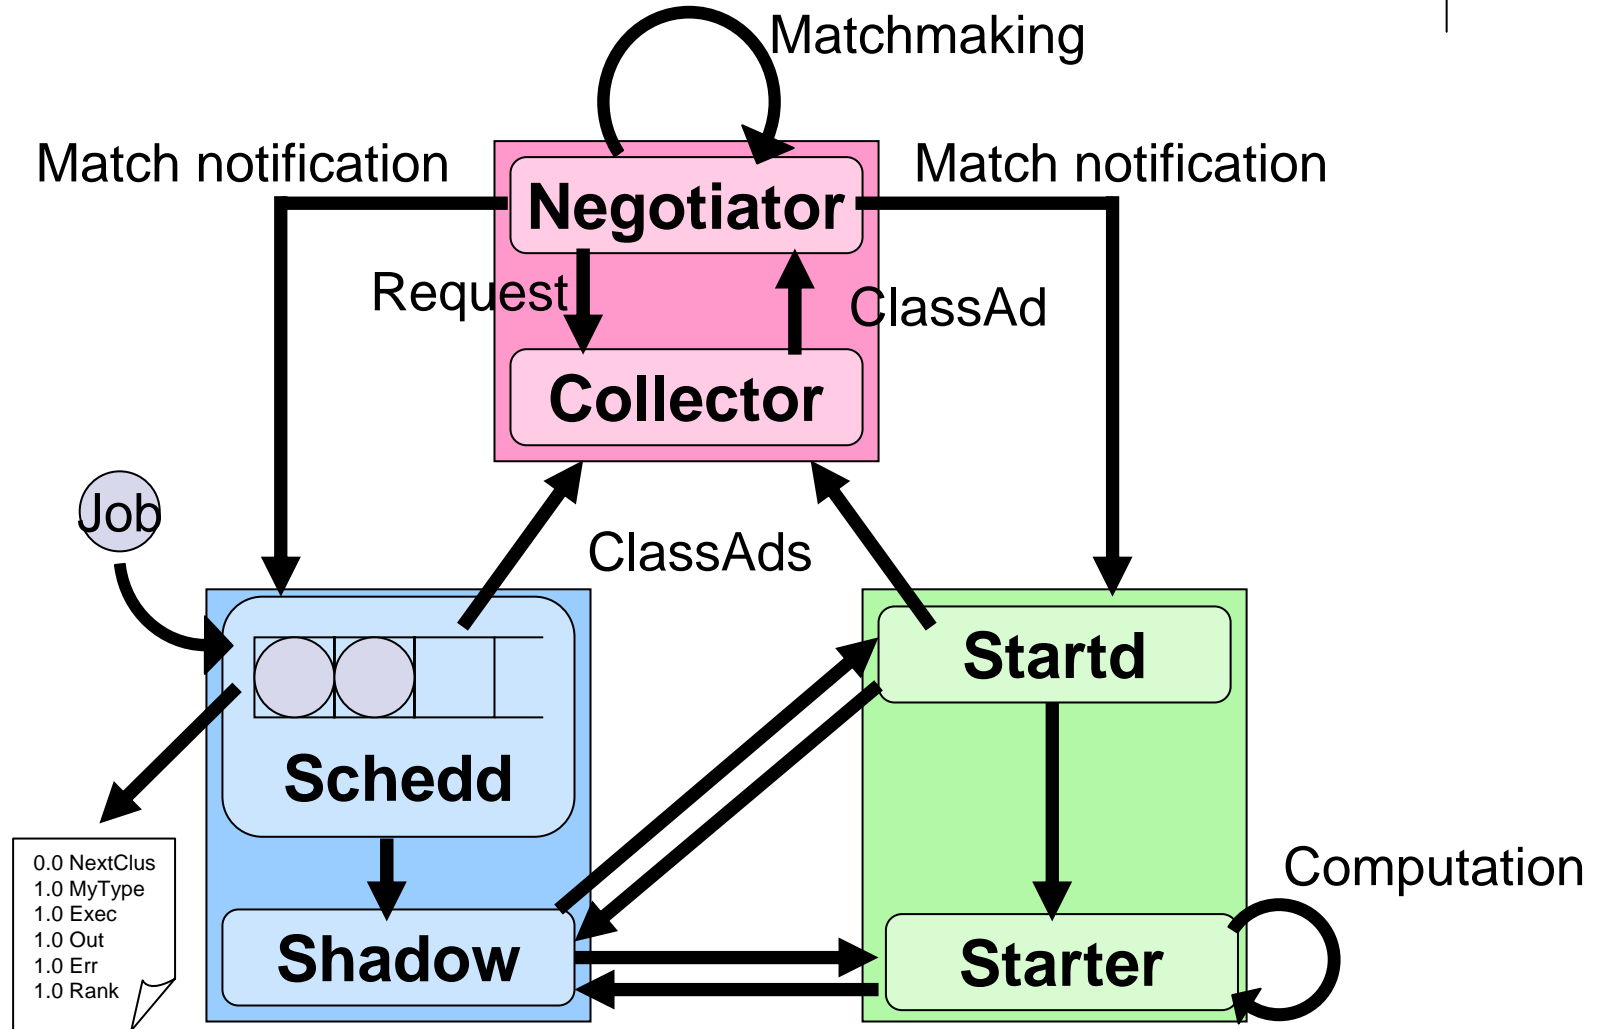 Matchmaking
Match notification
Match notification
Negotiator
Request
ClassAd
Collector
Job
ClassAds
Startd
Schedd
0.0 NextClus
1.0 MyType
1.0 Exec
1.0 Out
1.0 Err
1.0 Rank
Computation
Shadow
Starter